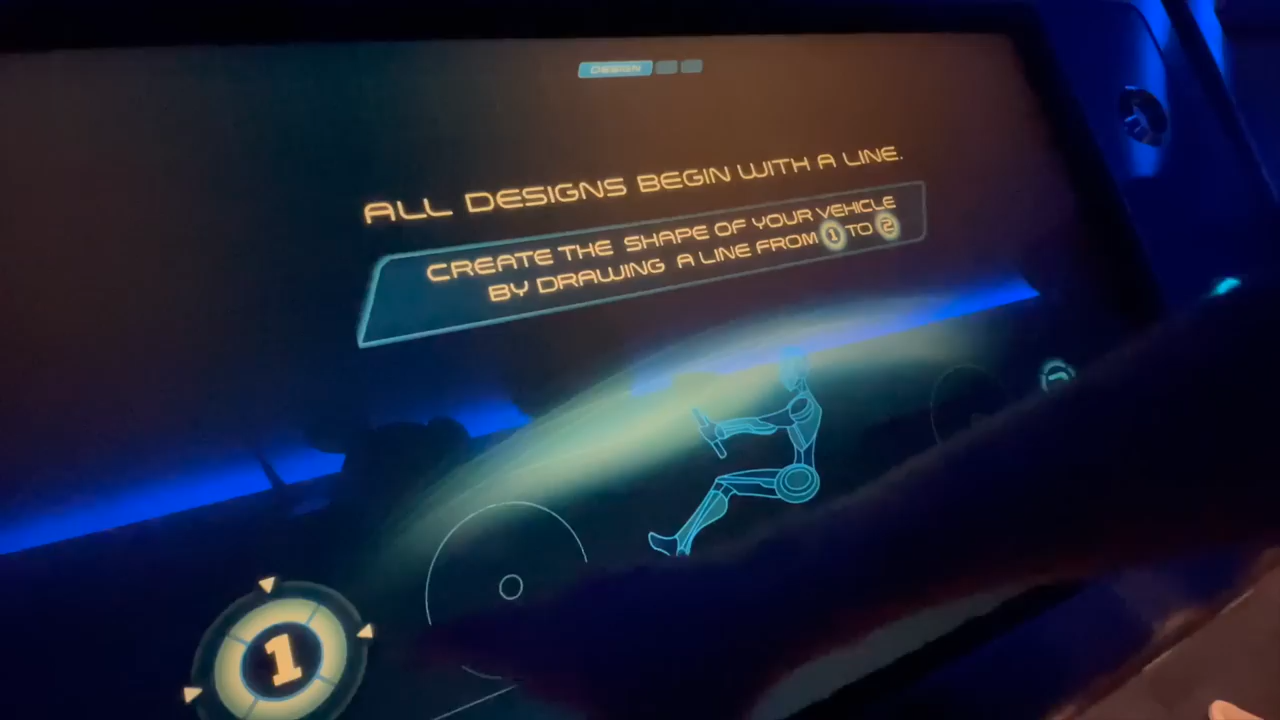 DESIGN
ALL DESIGNS BEGIN WITH A LINE.
CREATE THE SHAPE OF YOUR VEHICLE
BY DRAWING A LINE FROM 1 TO 2
1